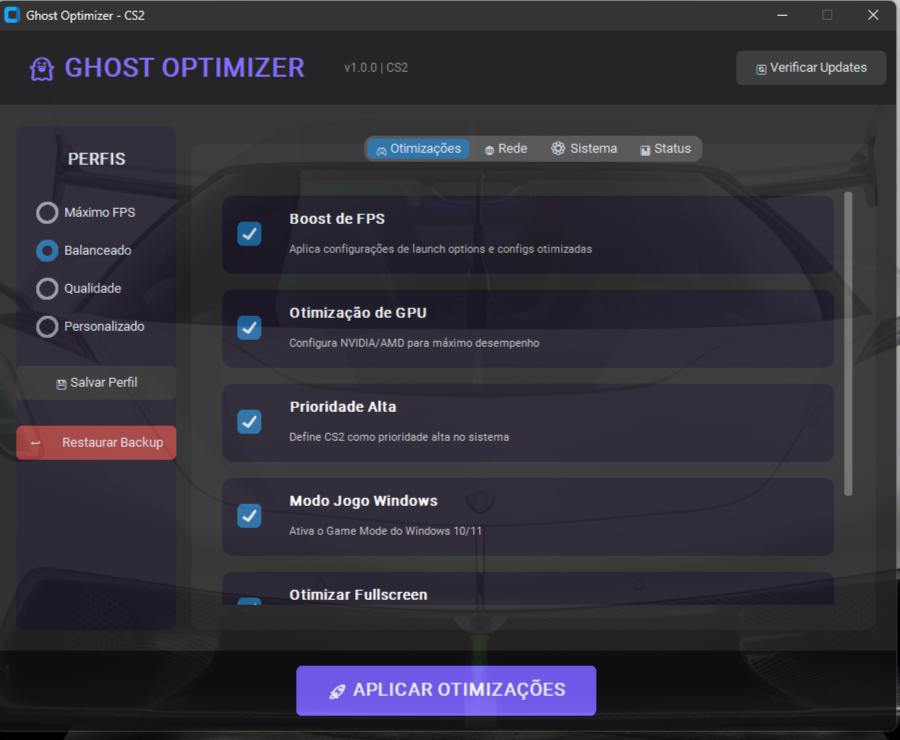 Ghost Optimizer - CS2
GHOST OPTIMIZER
v1.0.0 | CS2
Verificar Updates
PERFIS
Máximo FPS
Balanceado
Qualidade
Personalizado
Salvar Perfil
Restaurar Backup
Otimizações
Rede
Sistema
Status
Boost de FPS
Aplica configurações de launch options e configs otimizadas
Otimização de GPU
Configura NVIDIA/AMD para máximo desempenho
Prioridade Alta
Define CS2 como prioridade alta no sistema
Modo Jogo Windows
Ativa o Game Mode do Windows 10/11
Otimizar Fullscreen
APLICAR OTIMIZAÇÕES